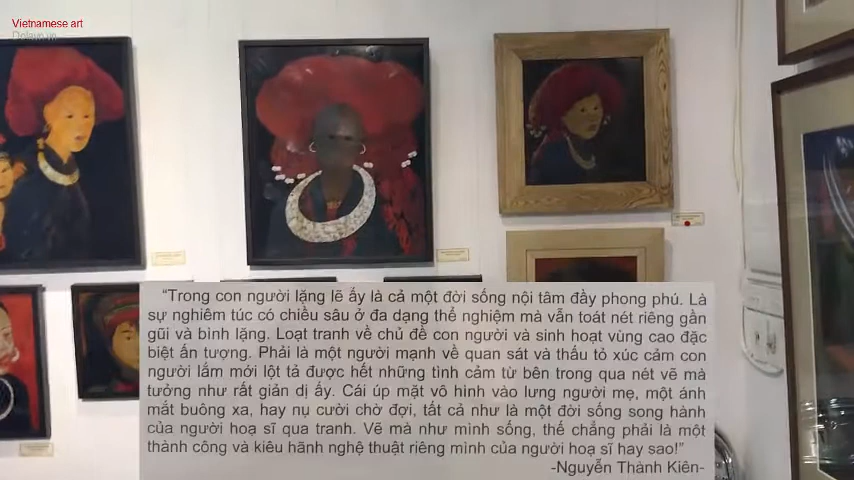 Vietnamese art
Dolavo.vn
“Trong con người lặng lẽ ấy là cả một đời sống nội tâm đầy phong phú. Là
sự nghiêm túc có chiều sâu ở đa dạng thể nghiệm mà vẫn toát nét riêng gần
gũi và bình lặng. Loạt tranh về chủ đề con người và sinh hoạt vùng cao đặc
biệt ấn tượng. Phải là một người mạnh về quan sát và thấu tỏ xúc cảm con
người lắm mới lột tả được hết những tình cảm từ bên trong qua nét vẽ mà
tưởng như rất giản dị ấy. Cái úp mặt vô hình vào lưng người mẹ, một ánh
mắt buông xa, hay nụ cười chờ đợi, tất cả như là một đời sống song hành
của người hoạ sĩ qua tranh. Vẽ mà như mình sống, thế chẳng phải là một
thành công và kiêu hãnh nghệ thuật riêng mình của người hoạ sĩ hay sao!”
-Nguyễn Thành Kiên-